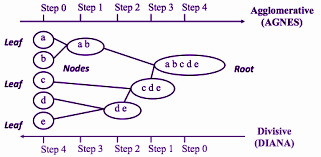 Step 0 Step 1 Step 2 Step 3 Step 4
Agglomerative
(AGNES)
Leaf a
a b
b
Nodes
a b c d e
Root
Leaf c
c d e
d
d e
Leaf e
Step 4 Step 3 Step 2 Step 1 Step 0
Divisive
(DIANA)